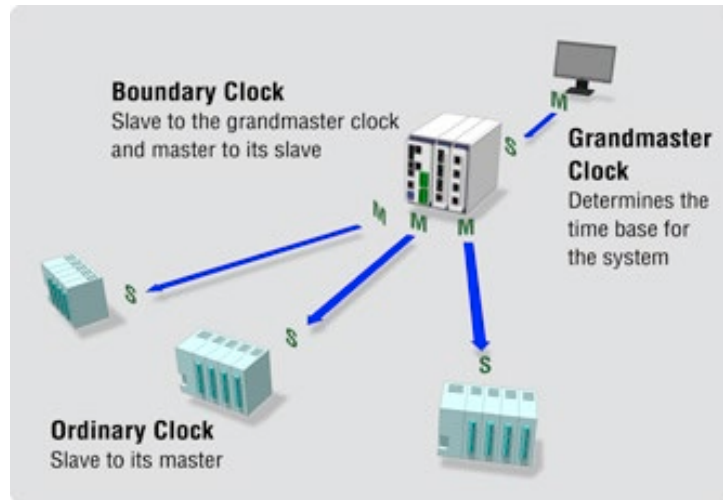 Boundary Clock
Slave to the grandmaster clock
and master to its slave
M
S
Grandmaster
Clock
Determines the
time base for
the system
M
M
M
S
S
S
Ordinary Clock
Slave to its master